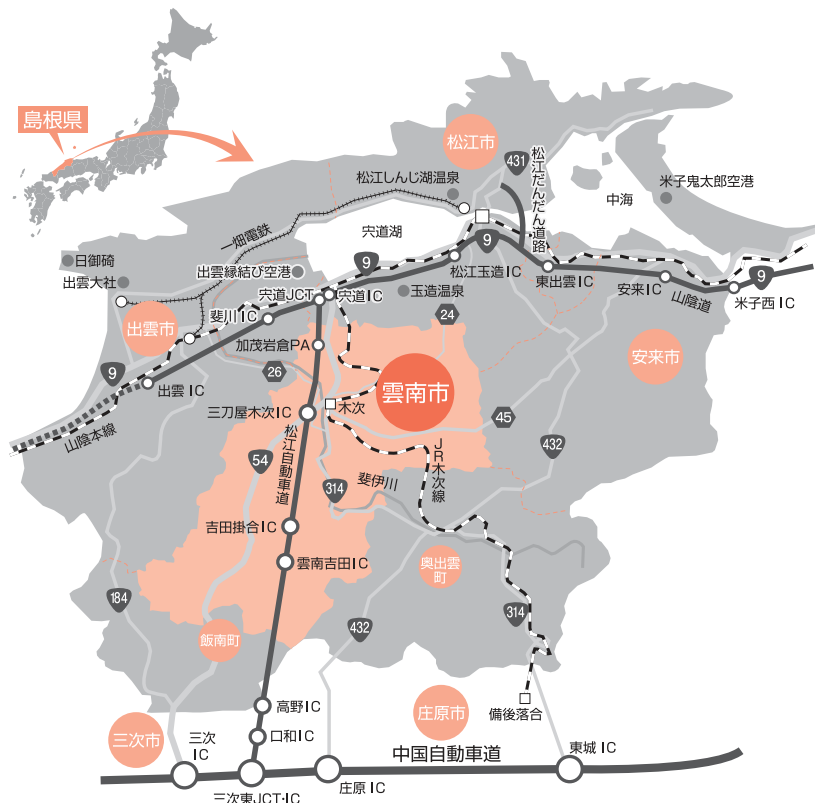 島根県
松江市
431
松江だんだん道路
松江しんじ湖温泉
中海
米子鬼太郎空港
一畑電鉄
宍道湖
9
日御碕
出雲大社
出雲縁結び空港
9
松江玉造IC
東出雲IC
安来IC
山陰道
9
米子西IC
宍道JCT
宍道IC
玉造温泉
出雲市
斐川IC
24
加茂岩倉PA
安来市
9
出雲IC
26
雲南市
木次
三刀屋木次IC
45
432
山陰本線
松江自動車道
54
JR木次線
314
斐伊川
吉田掛合IC
雲南吉田IC
奥出雲
町
184
432
314
飯南町
高野IC
備後落合
庄原市
三次市
三次
IC
口和IC
中国自動車道
東城IC
三次東JCT・IC
庄原IC